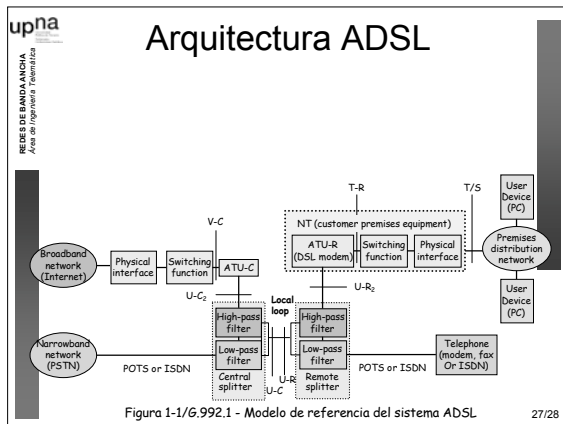 upna
Arquitectura ADSL
REDES DE BANDA ANCHA
Área de Ingeniería Telemática
T-R
T/S
User
Device
(PC)
V-C
NT (customer premises equipment)
Broadband
network
(Internet)
Physical
interface
Switching
function
ATU-C
ATU-R
(DSL modem)
Switching
function
Physical
interface
Premises
distribution
network
U-C2
Local
loop
U-R2
User
Device
(PC)
High-pass
filter
High-pass
filter
Narrowband
network
(PSTN)
Low-pass
filter
Low-pass
filter
Telephone
(modem, fax
Or ISDN)
POTS or ISDN
Central
splitter
U-C
U-R
Remote
splitter
POTS or ISDN
Figura 1-1/G.992.1 - Modelo de referencia del sistema ADSL
27/28